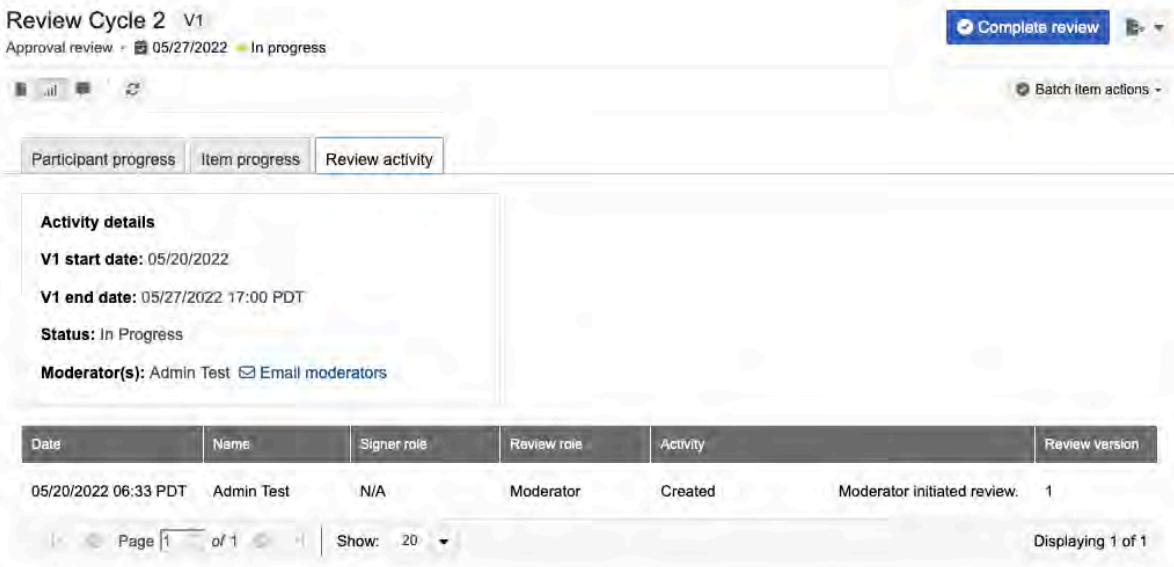 Review Cycle 2 V1
Complete review
Approval review • 05/27/2022 In progress
Batch item actions
Participant progress Item progress Review activity
Activity details
V1 start date: 05/20/2022
V1 end date: 05/27/2022 17:00 PDT
Status: In Progress
Moderator(s): Admin Test Email moderators
Date Name Signer role Review role Activity Review version
05/20/2022 06:33 PDT Admin Test N/A Moderator Created Moderator initiated review. 1
Page 1 of 1 Show: 20 Displaying 1 of 1